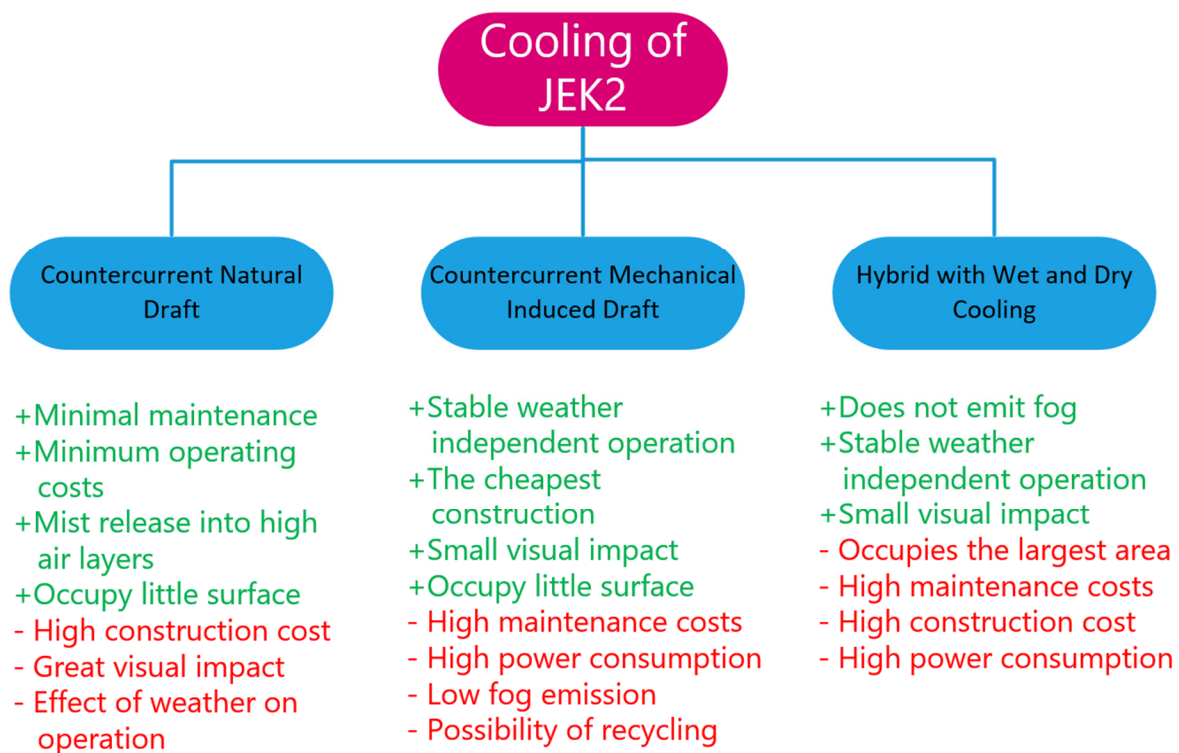 Cooling of
JEK2
Countercurrent Natural
Draft
Countercurrent Mechanical
Induced Draft
Hybrid with Wet and Dry
Cooling
+Minimal maintenance
+Minimum operating
costs
+Mist release into high
air layers
+Occupy little surface
- High construction cost
- Great visual impact
- Effect of weather on
operation
+Stable weather
independent operation
+The cheapest
construction
+Small visual impact
+Occupy little surface
- High maintenance costs
- High power consumption
- Low fog emission
- Possibility of recycling
+Does not emit fog
+Stable weather
independent operation
+Small visual impact
- Occupies the largest area
- High maintenance costs
- High construction cost
- High power consumption